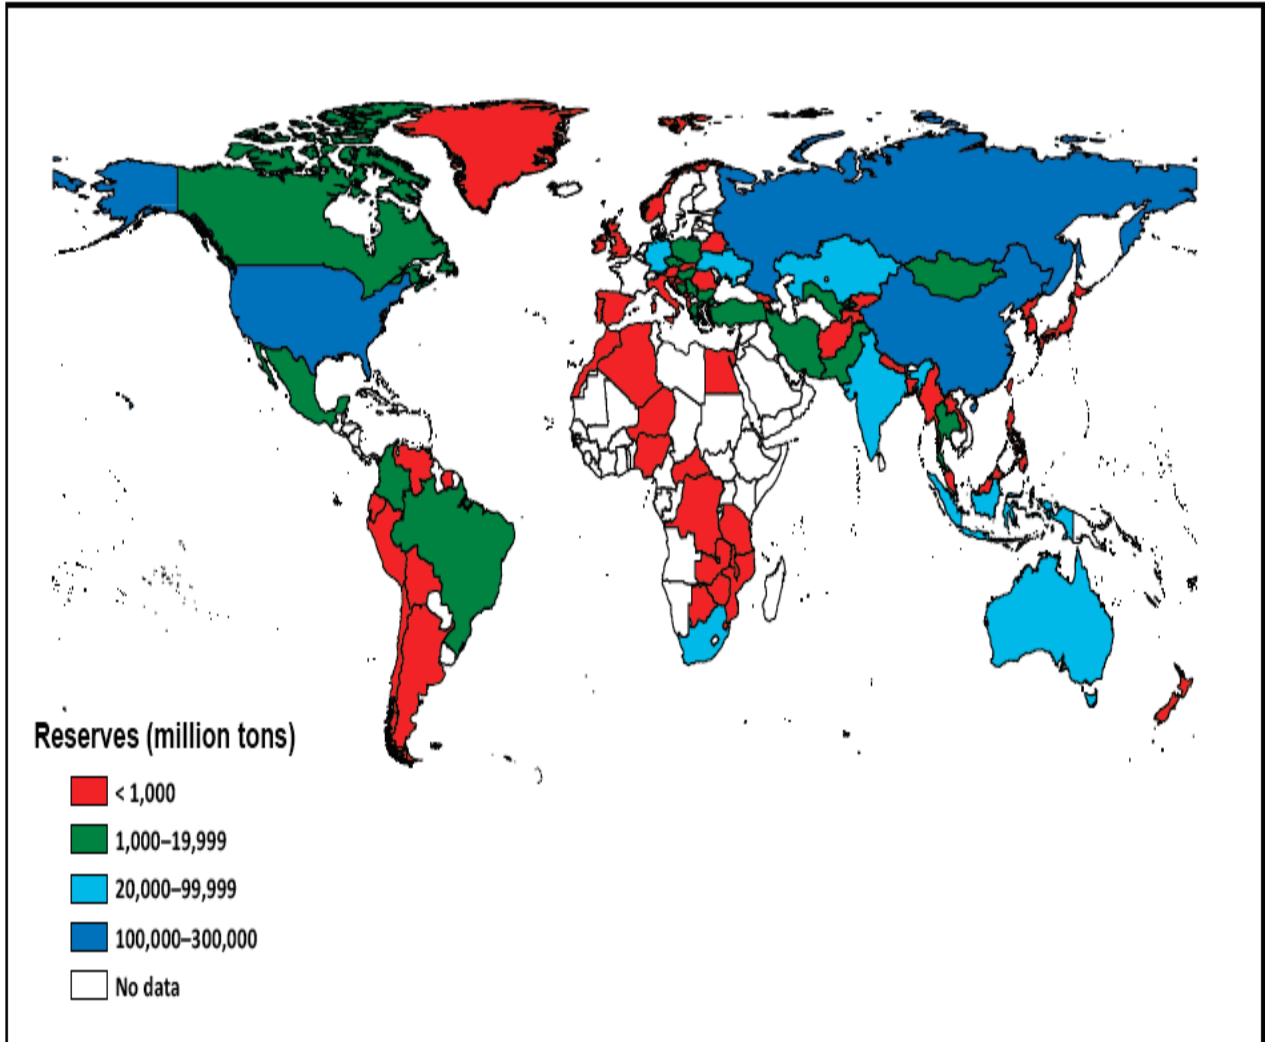 Reserves (million tons)
< 1,000
1,000–19,999
20,000–99,999
100,000–300,000
No data